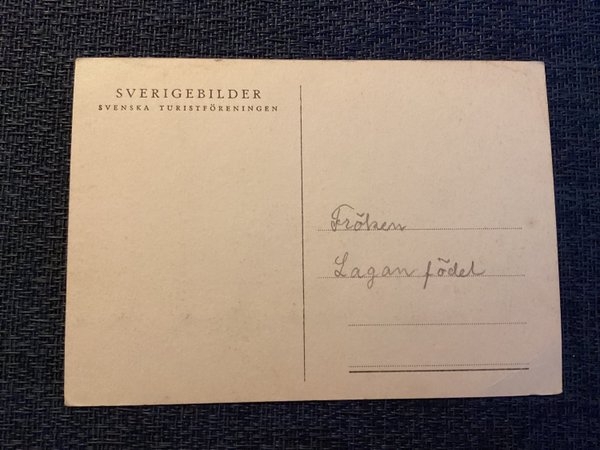 SVERIGEBILDER
SVENSKA TURISTFÖRENINGEN
Fröken
Lagan födel